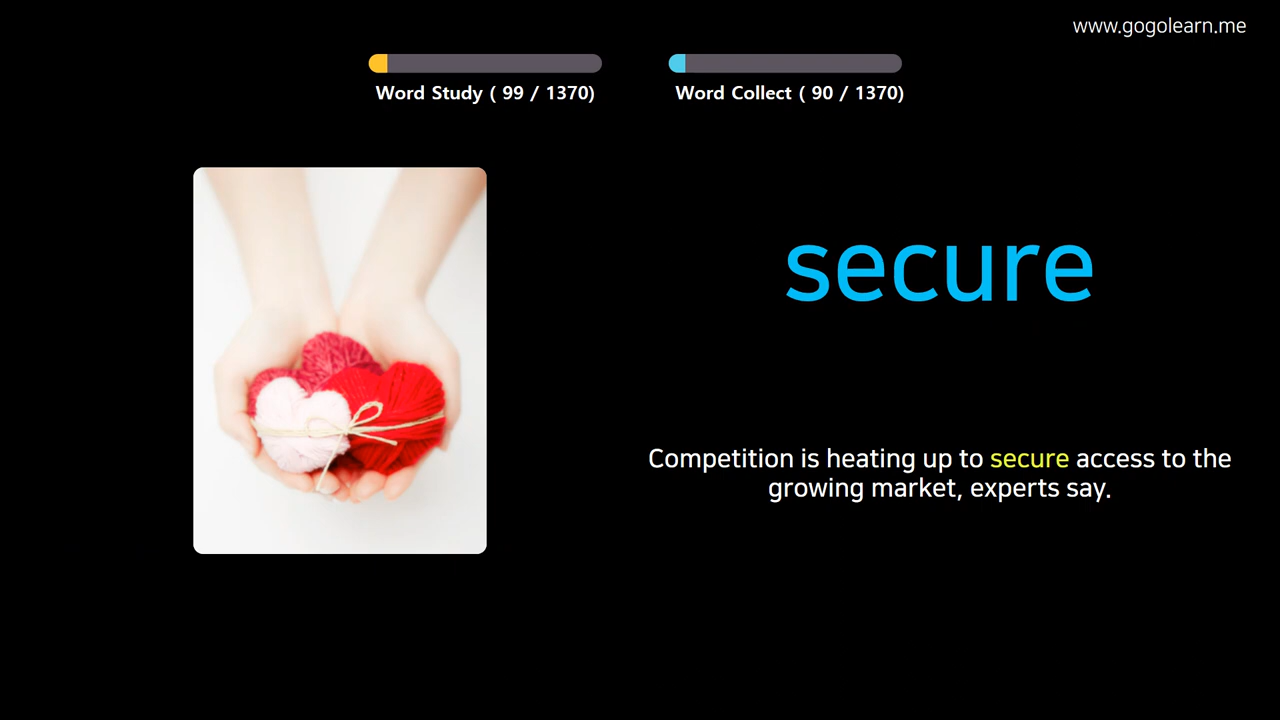 www.gogolearn.me
Word Study ( 99 / 1370)
Word Collect ( 90 / 1370)
secure
Competition is heating up to secure access to the
growing market, experts say.